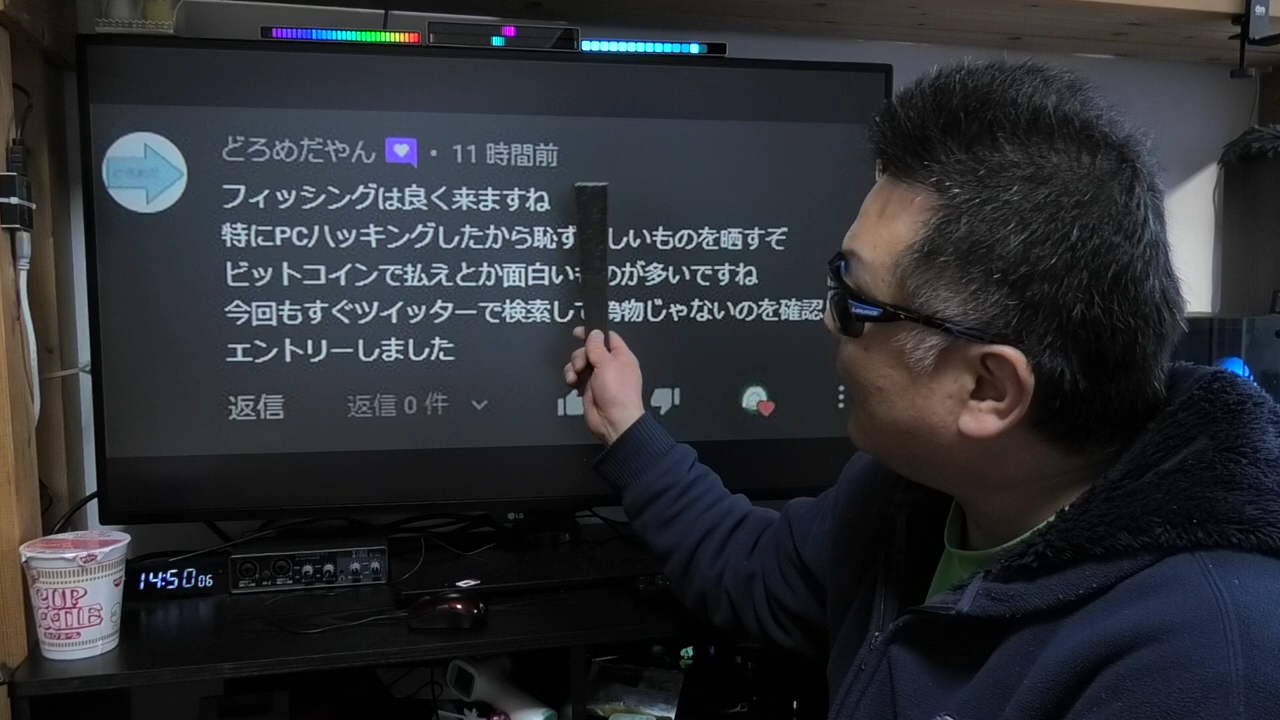 どろめだやん ・ 11 時間前
フィッシングは良く来ますね
特にPCハッキングしたから恥ず しいものを晒すぞ
ビットコインで払えとか面白い のが多いですね
今回もすぐツイッターで検索して偽物じゃないのを確認
エントリーしました
返信 返信 0 件
LG
14:50 06
CUP
NOODLE